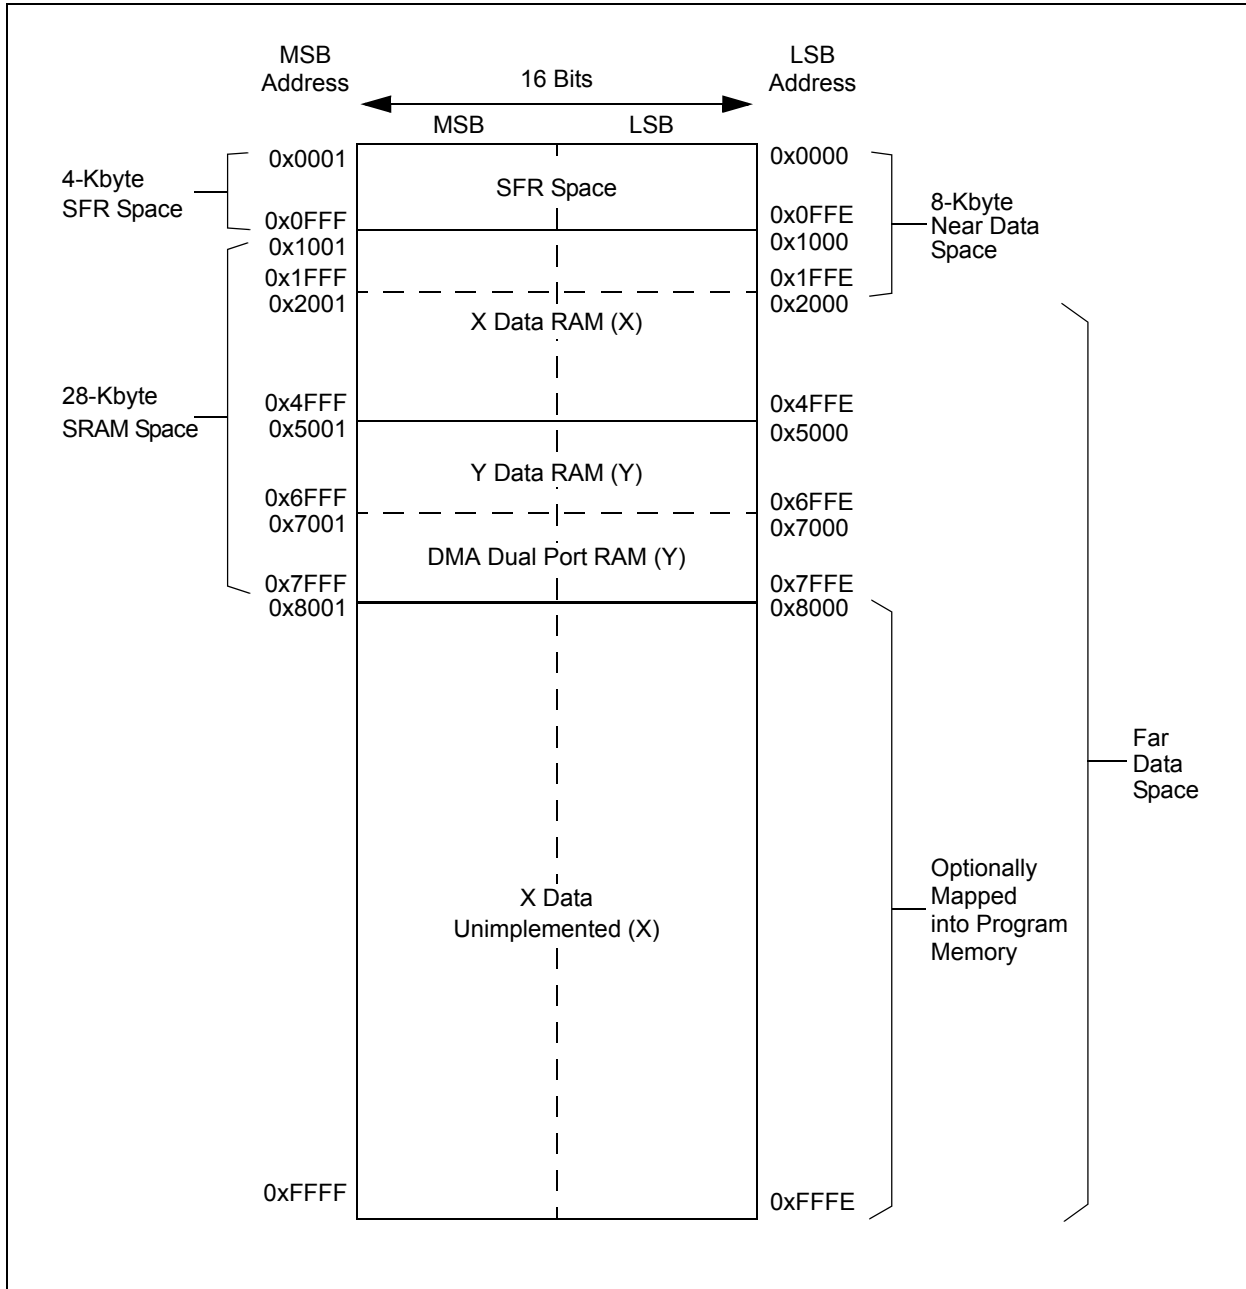 MSB
Address
LSB
Address
16 Bits
MSB
LSB
0x0001
0x0000
4-Kbyte
SFR Space
SFR Space
8-Kbyte
Near Data
Space
0x0FFF
0x0FFE
0x1001
0x1000
0x1FFF
0x1FFE
0x2001
0x2000
X Data RAM (X)
28-Kbyte
SRAM Space
0x4FFF
0x4FFE
0x5001
0x5000
Y Data RAM (Y)
0x6FFF
0x6FFE
0x7001
0x7000
DMA Dual Port RAM (Y)
0x7FFF
0x7FFE
0x8001
0x8000
Far
Data
Space
X Data
Unimplemented (X)
Optionally
Mapped
into Program
Memory
0xFFFF
0xFFFE